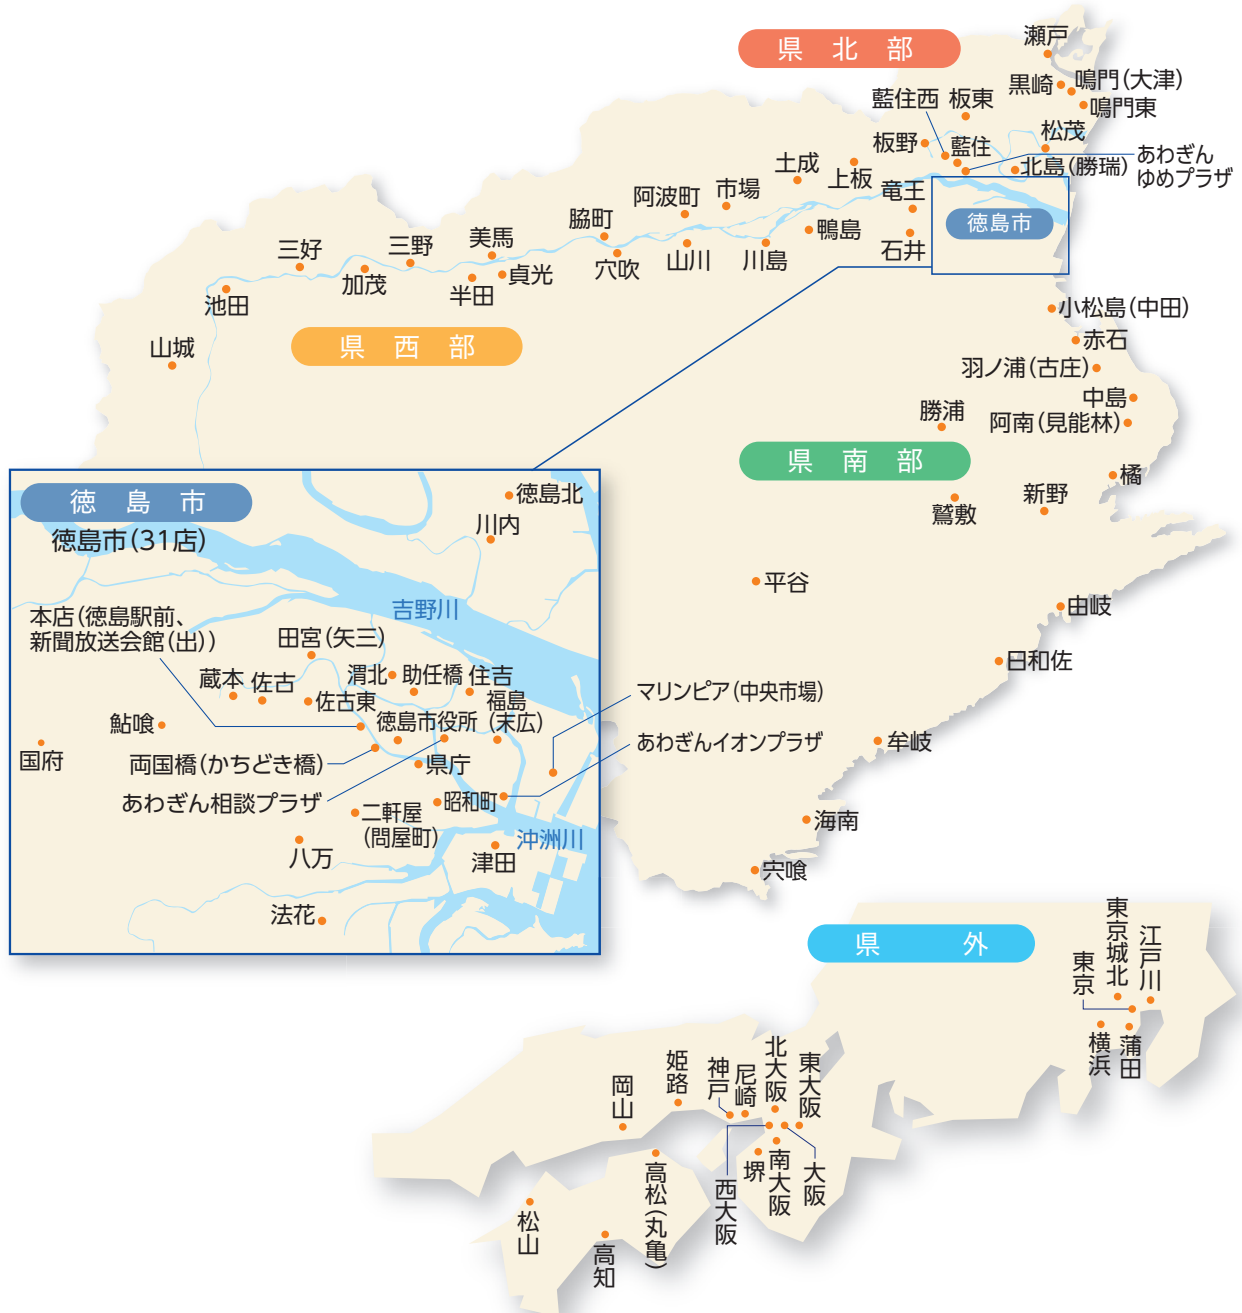 県北部
瀬戸
黒崎
鳴門(大津)
鳴門東
藍住西
板東
松茂
板野
藍住
北島(勝瑞)
あわぎん
ゆめプラザ
土成
上板
竜王
阿波町
市場
徳島市
脇町
鴨島
石井
美馬
三野
三好
穴吹
山川
川島
加茂
半田
貞光
池田
山城
県西部
小松島(中田)
赤石
羽ノ浦(古庄)
中島
勝浦
阿南(見能林)
県南部
橘
新野
鷲敷
平谷
由岐
日和佐
牟岐
海南
宍喰
徳島市
徳島市(31店)
徳島北
川内
吉野川
本店(徳島駅前、
新聞放送会館(出))
田宮(矢三)
渭北
助任橋
住吉
蔵本
佐古
佐古東
福島
(末広)
徳島市役所
鮎喰
国府
両国橋(かちどき橋)
県庁
あわぎん相談プラザ
昭和町
二軒屋
(問屋町)
沖洲川
八万
津田
法花
マリンピア(中央市場)
あわぎんイオンプラザ
県外
東京城北
江戸川
東京
横浜
蒲田
北大阪
東大阪
姫路
神戸
尼崎
岡山
堺
南大阪
大阪
西大阪
高松(丸亀)
松山
高知